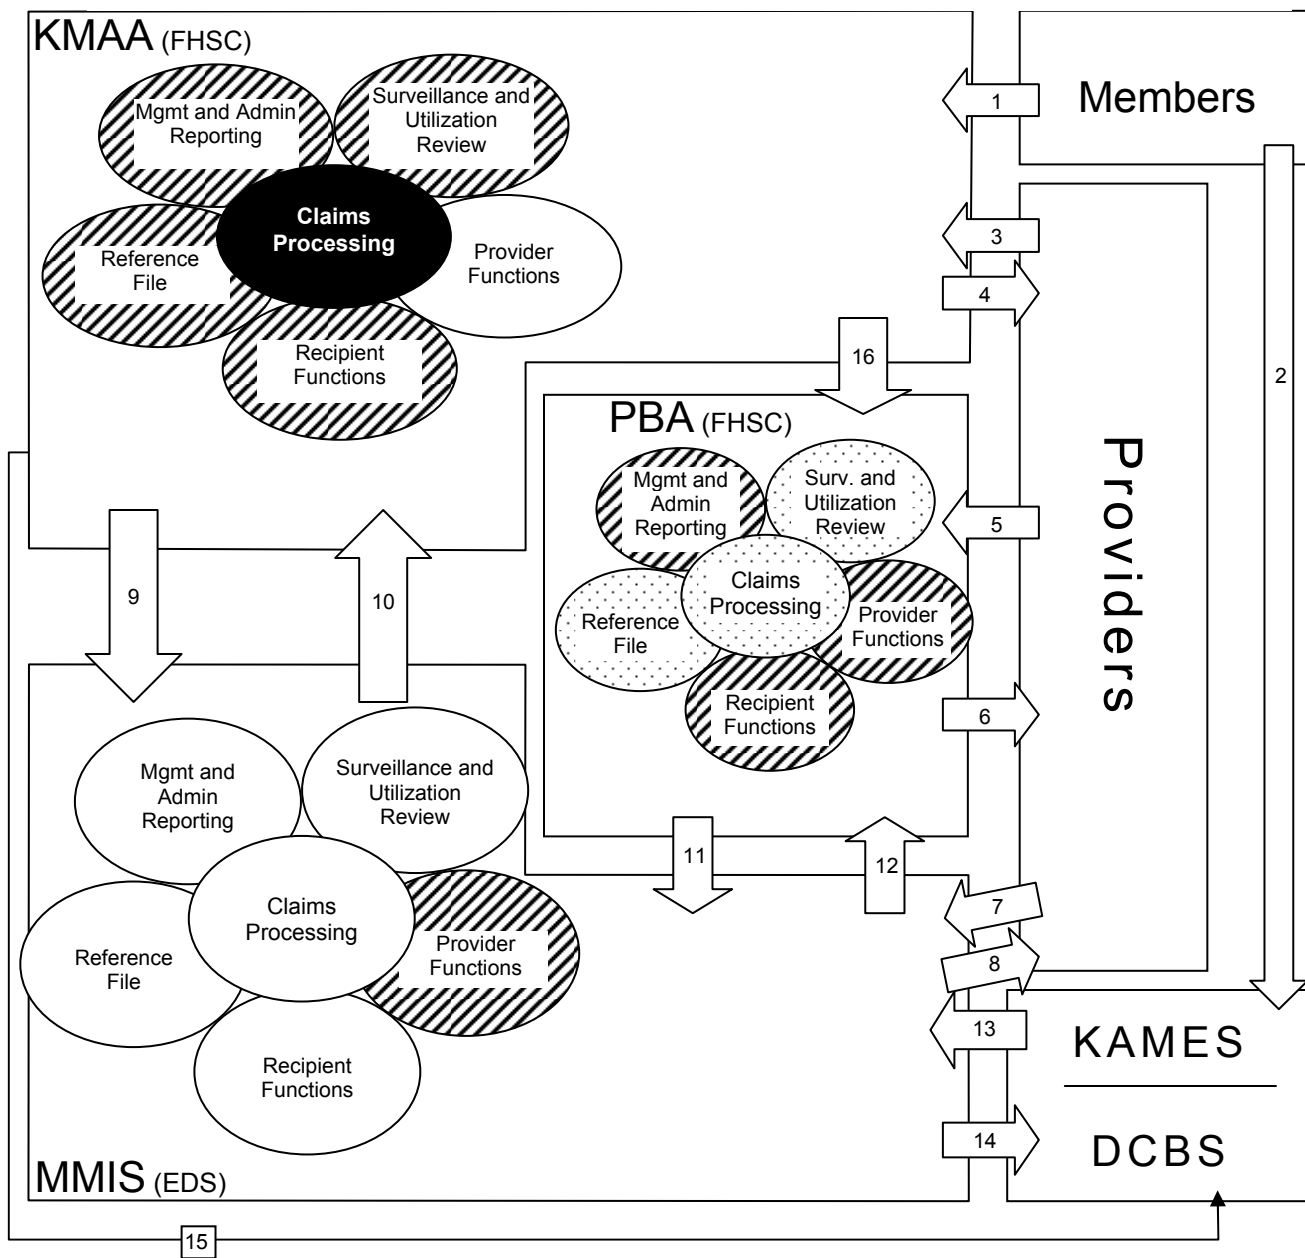 KMAA (FHSC)
Mgmt and Admin
Reporting
Surveillance and
Utilization
Review
Claims
Processing
Reference
File
Provider
Functions
Recipient
Functions
1
Members
2
3
4
16
PBA (FHSC)
Mgmt and
Admin
Reporting
Surv. and
Utilization
Review
Claims
Processing
Reference
File
Provider
Functions
Recipient
Functions
5
6
Providers
9
10
11
12
7
8
Mgmt and
Admin
Reporting
Surveillance and
Utilization
Review
Claims
Processing
Reference
File
Provider
Functions
Recipient
Functions
MMIS (EDS)
13
14
KAMES
DCBS
15